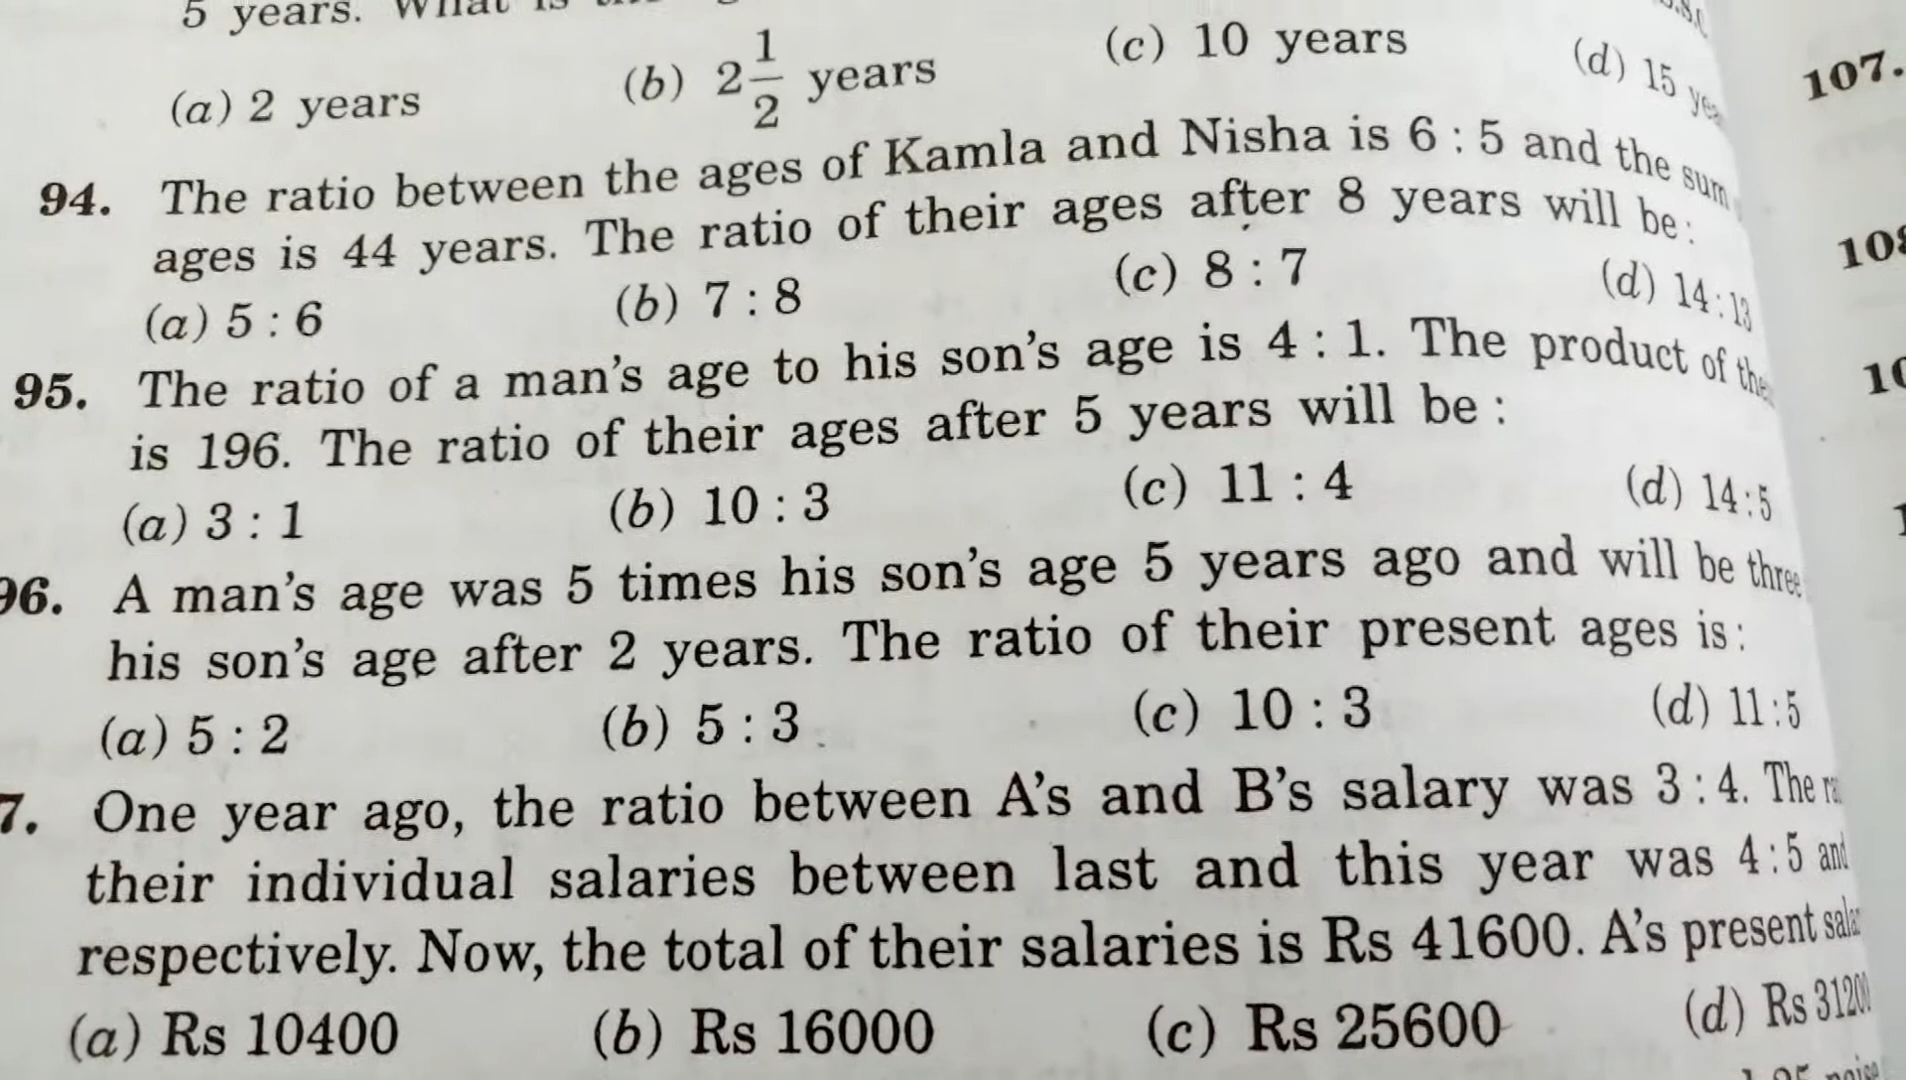 5 years.
(a) 2 years (b) 2 1/2 years (c) 10 years (d) 15
107.
94. The ratio between the ages of Kamla and Nisha is 6 : 5 and the sum
ages is 44 years. The ratio of their ages after 8 years will be :
(a) 5 : 6 (b) 7 : 8 (c) 8 : 7 (d) 14 : 13
95. The ratio of a man's age to his son's age is 4 : 1. The product of
is 196. The ratio of their ages after 5 years will be :
(a) 3 : 1 (b) 10 : 3 (c) 11 : 4 (d) 14 : 5
96. A man's age was 5 times his son's age 5 years ago and will be three
his son's age after 2 years. The ratio of their present ages is :
(a) 5 : 2 (b) 5 : 3 (c) 10 : 3 (d) 11 : 5
7. One year ago, the ratio between A's and B's salary was 3 : 4. The
their individual salaries between last and this year was 4 : 5 and
respectively. Now, the total of their salaries is Rs 41600. A's present
(a) Rs 10400 (b) Rs 16000 (c) Rs 25600 (d) Rs 31200